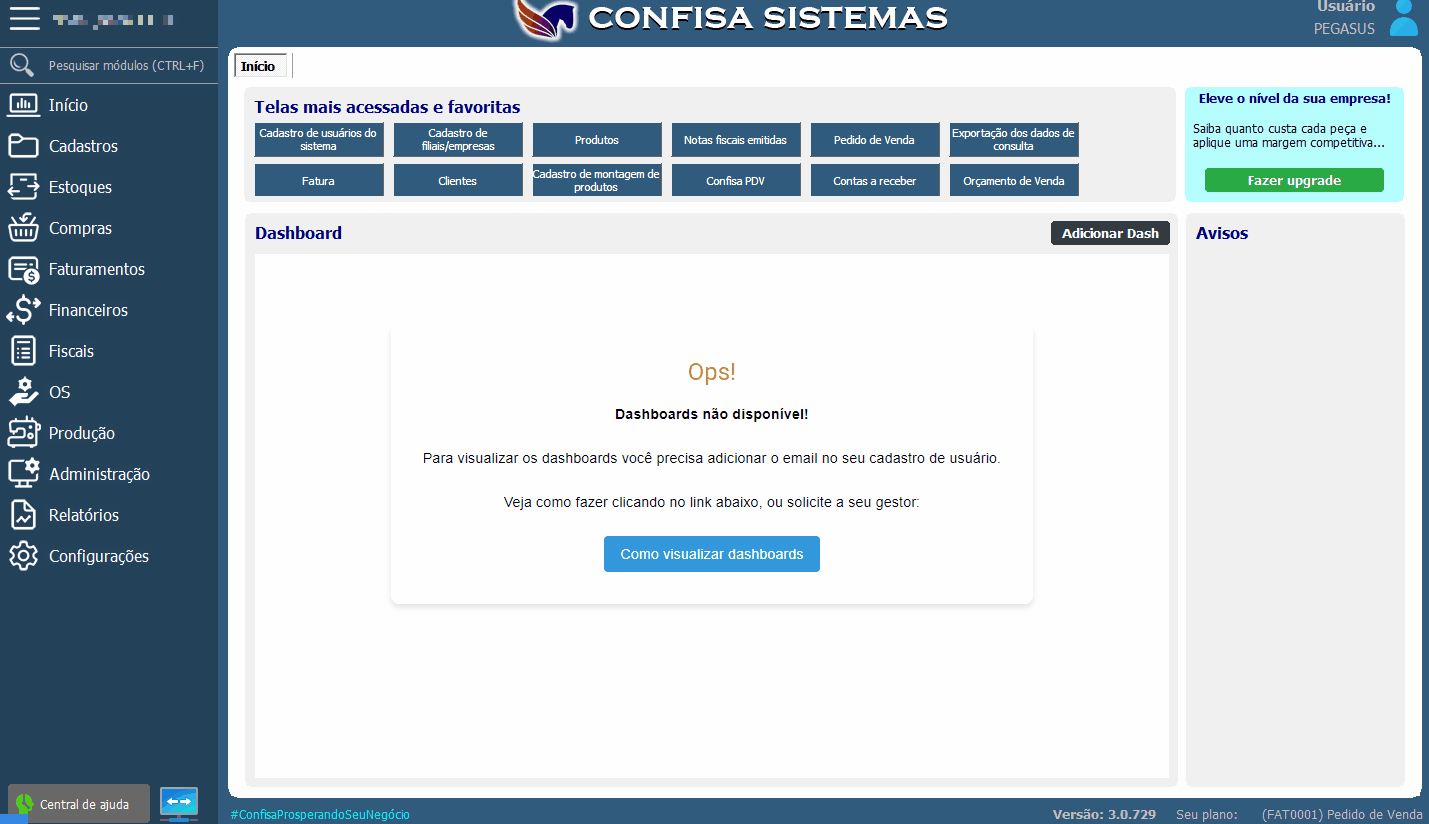 CONFISA SISTEMAS
Usuário
PEGASUS
Pesquisar módulos (CTRL+F)
Início
Cadastros
Estoques
Compras
Faturamentos
Financeiros
Fiscais
OS
Produção
Administração
Relatórios
Configurações
Central de ajuda
Início
Telas mais acessadas e favoritas
Cadastro de usuários do
sistema
Cadastro de
filiais/empresas
Produtos
Notas fiscais emitidas
Pedido de Venda
Exportação dos dados de
consulta
Fatura
Clientes
Cadastro de montagem de
produtos
Confisa PDV
Contas a receber
Orçamento de Venda
Eleve o nível da sua empresa!
Saiba quanto custa cada peça e
aplique uma margem competitiva...
Fazer upgrade
Dashboard
Adicionar Dash
Ops!
Dashboards não disponível!
Para visualizar os dashboards você precisa adicionar o email no seu cadastro de usuário.
Veja como fazer clicando no link abaixo, ou solicite a seu gestor:
Como visualizar dashboards
Avisos
#ConfisaProsperandoSeuNegócio
Versão: 3.0.729
Seu plano:
(FAT0001) Pedido de Venda